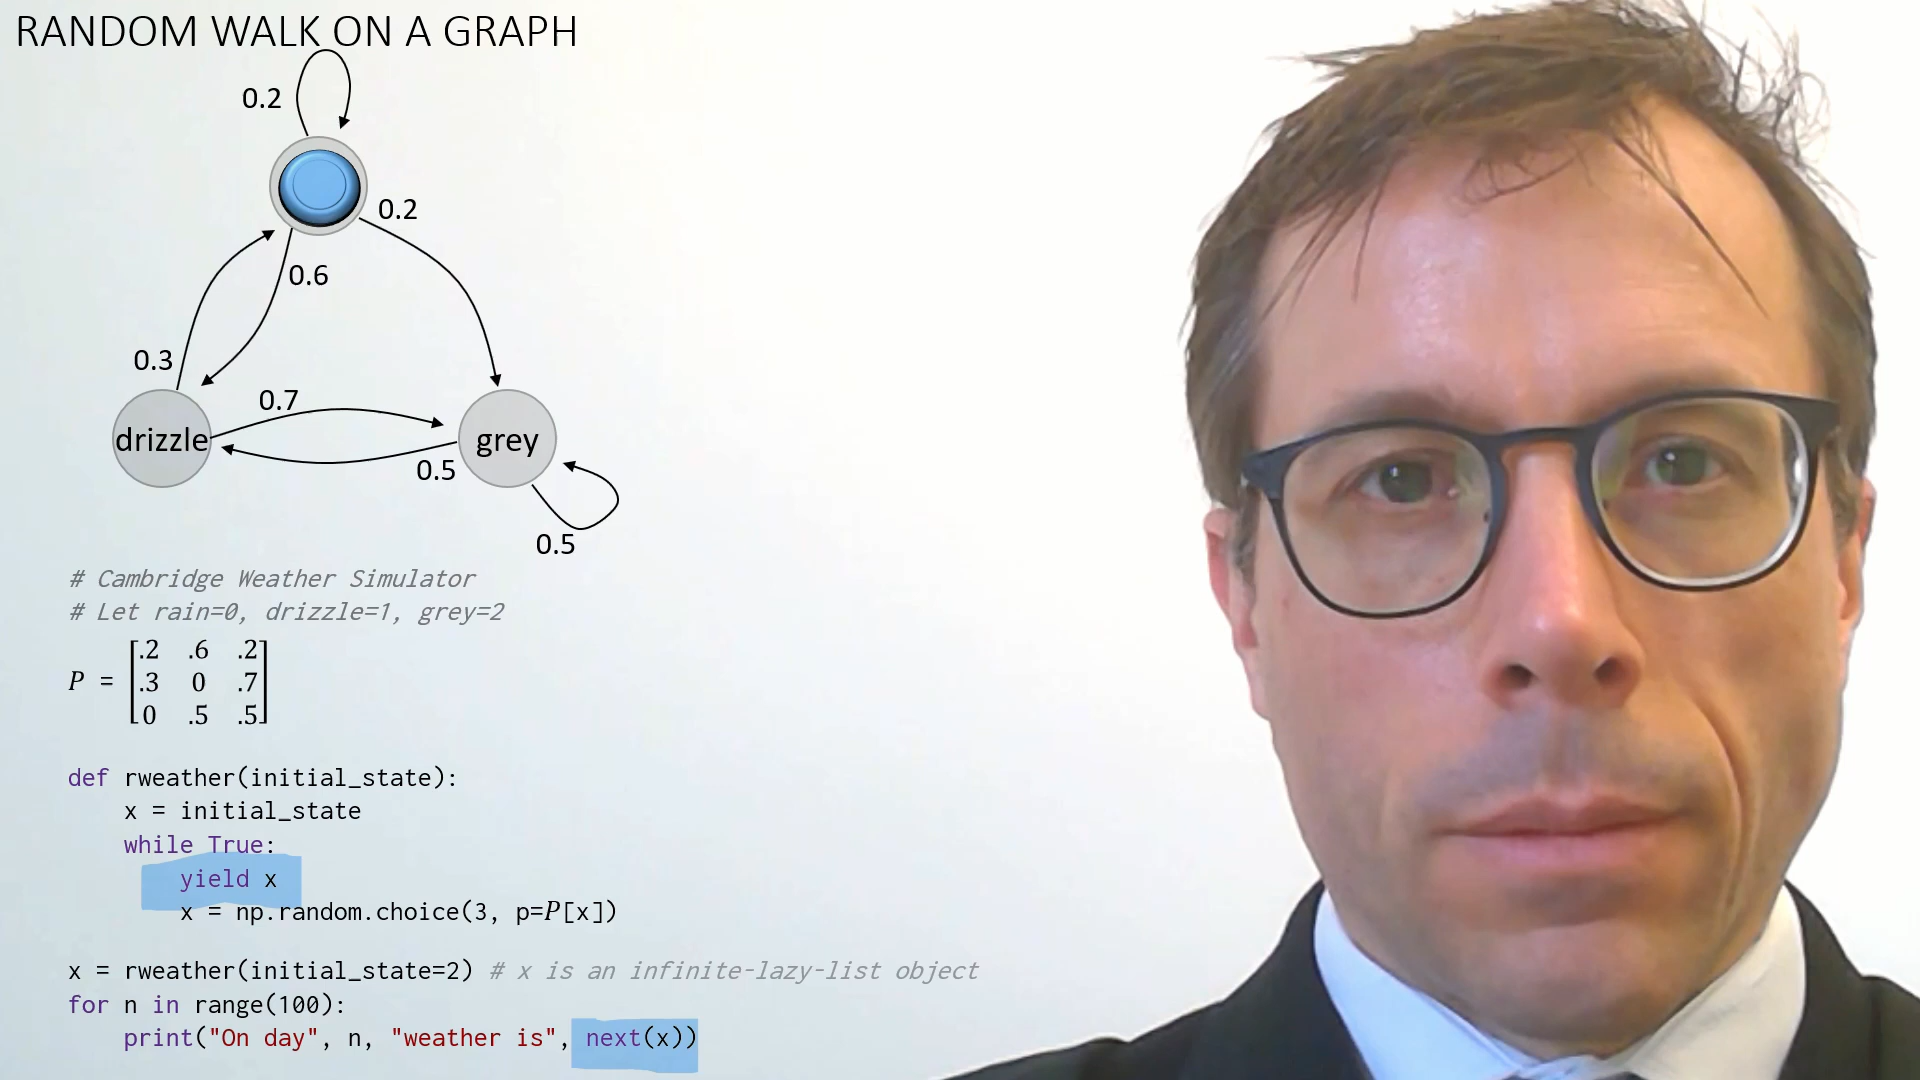 RANDOM WALK ON A GRAPH
0.2
0.2
0.6
0.3
0.7
drizzle
grey
0.5
0.5
# Cambridge Weather Simulator
# Let rain=0, drizzle=1, grey=2
P = [.2 .6 .2
.3 0 .7
0 .5 .5]
def rweather(initial_state):
x = initial_state
while True:
yield x
x = np.random.choice(3, p=P[x])
x = rweather(initial_state=2) # x is an infinite-lazy-list object
for n in range(100):
print("On day", n, "weather is", next(x))